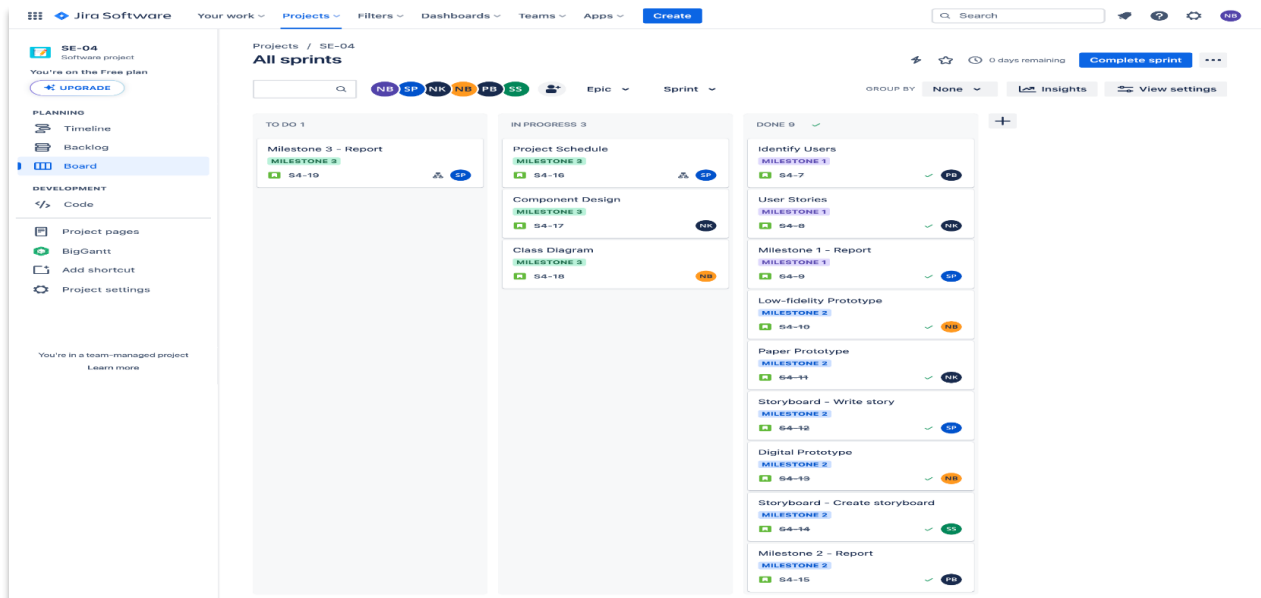 Jira Software Your work Projects Filters Dashboards Teams Apps Create Search NB
SE-04
Software project
You're on the Free plan
UPGRADE
PLANNING
Timeline
Backlog
Board
DEVELOPMENT
Code
Project pages
BigGantt
Add shortcut
Project settings
You're in a team-managed project
Learn more
Projects / SE-04
All sprints
0 days remaining Complete sprint
NB SP NK NB PB SS Epic Sprint GROUP BY None Insights View settings
TO DO 1
Milestone 3 - Report
MILESTONE 3
S4-19 SP
IN PROGRESS 3
Project Schedule
MILESTONE 3
S4-16 SP
Component Design
MILESTONE 3
S4-17 NK
Class Diagram
MILESTONE 3
S4-18 NB
DONE 9
Identify Users
MILESTONE 1
S4-7 PB
User Stories
MILESTONE 1
S4-8 NK
Milestone 1 - Report
MILESTONE 1
S4-9 SP
Low-fidelity Prototype
MILESTONE 2
S4-10 NB
Paper Prototype
MILESTONE 2
S4-11 NK
Storyboard - Write story
MILESTONE 2
S4-12 SP
Digital Prototype
MILESTONE 2
S4-13 NB
Storyboard - Create storyboard
MILESTONE 2
S4-14 SS
Milestone 2 - Report
MILESTONE 2
S4-15 PB